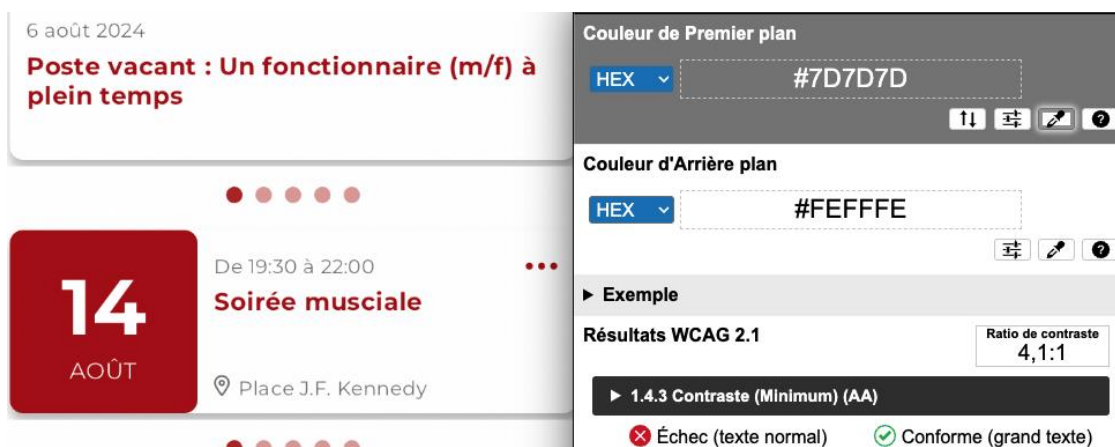 6 août 2024
Poste vacant : Un fonctionnaire (m/f) à
plein temps
14
AOÛT
De 19:30 à 22:00
Soirée musciale
Place J.F. Kennedy
Couleur de Premier plan
HEX
#7D7D7D
Couleur d'Arrière plan
HEX
#FEFFFE
Exemple
Résultats WCAG 2.1
Ratio de contraste
4,1:1
1.4.3 Contraste (Minimum) (AA)
Échec (texte normal)
Conforme (grand texte)